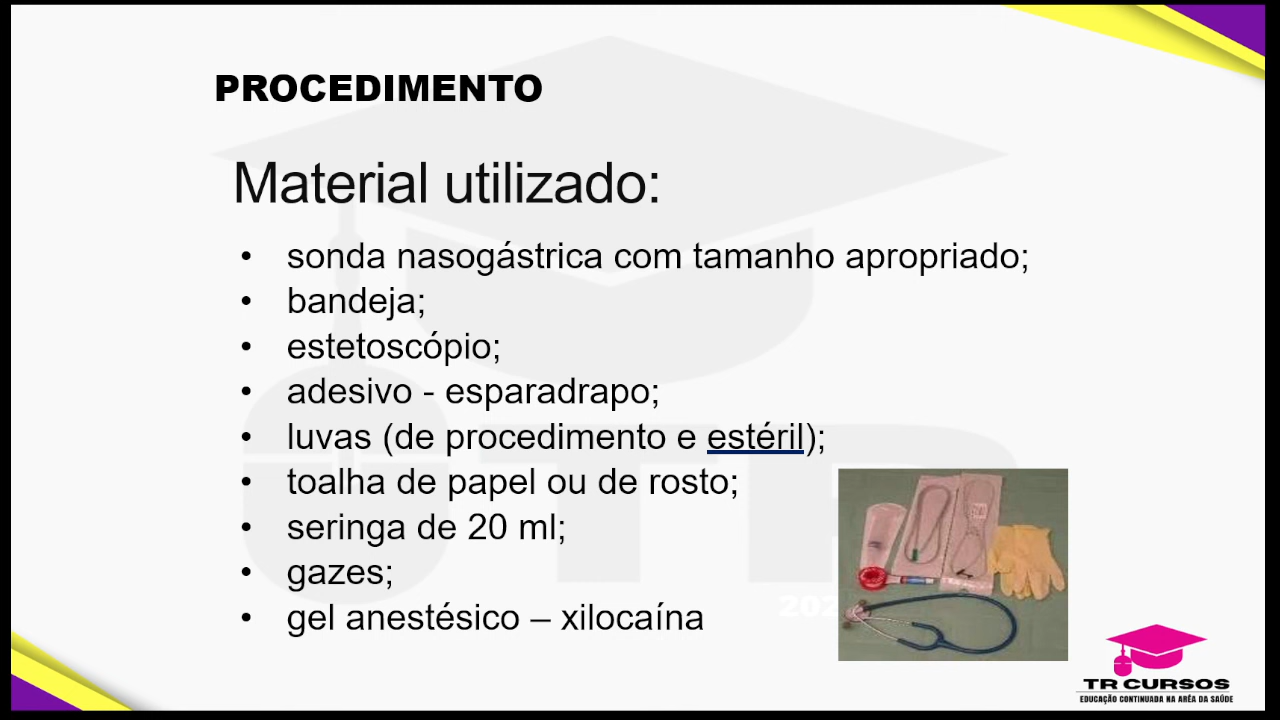 PROCEDIMENTO
Material utilizado:
• sonda nasogástrica com tamanho apropriado;
• bandeja;
• estetoscópio;
• adesivo - esparadrapo;
• luvas (de procedimento e estéril);
• toalha de papel ou de rosto;
• seringa de 20 ml;
• gazes;
• gel anestésico – xilocaína
TR CURSOS
EDUCAÇÃO CONTINUADA NA ARÊA DA SAÚDE